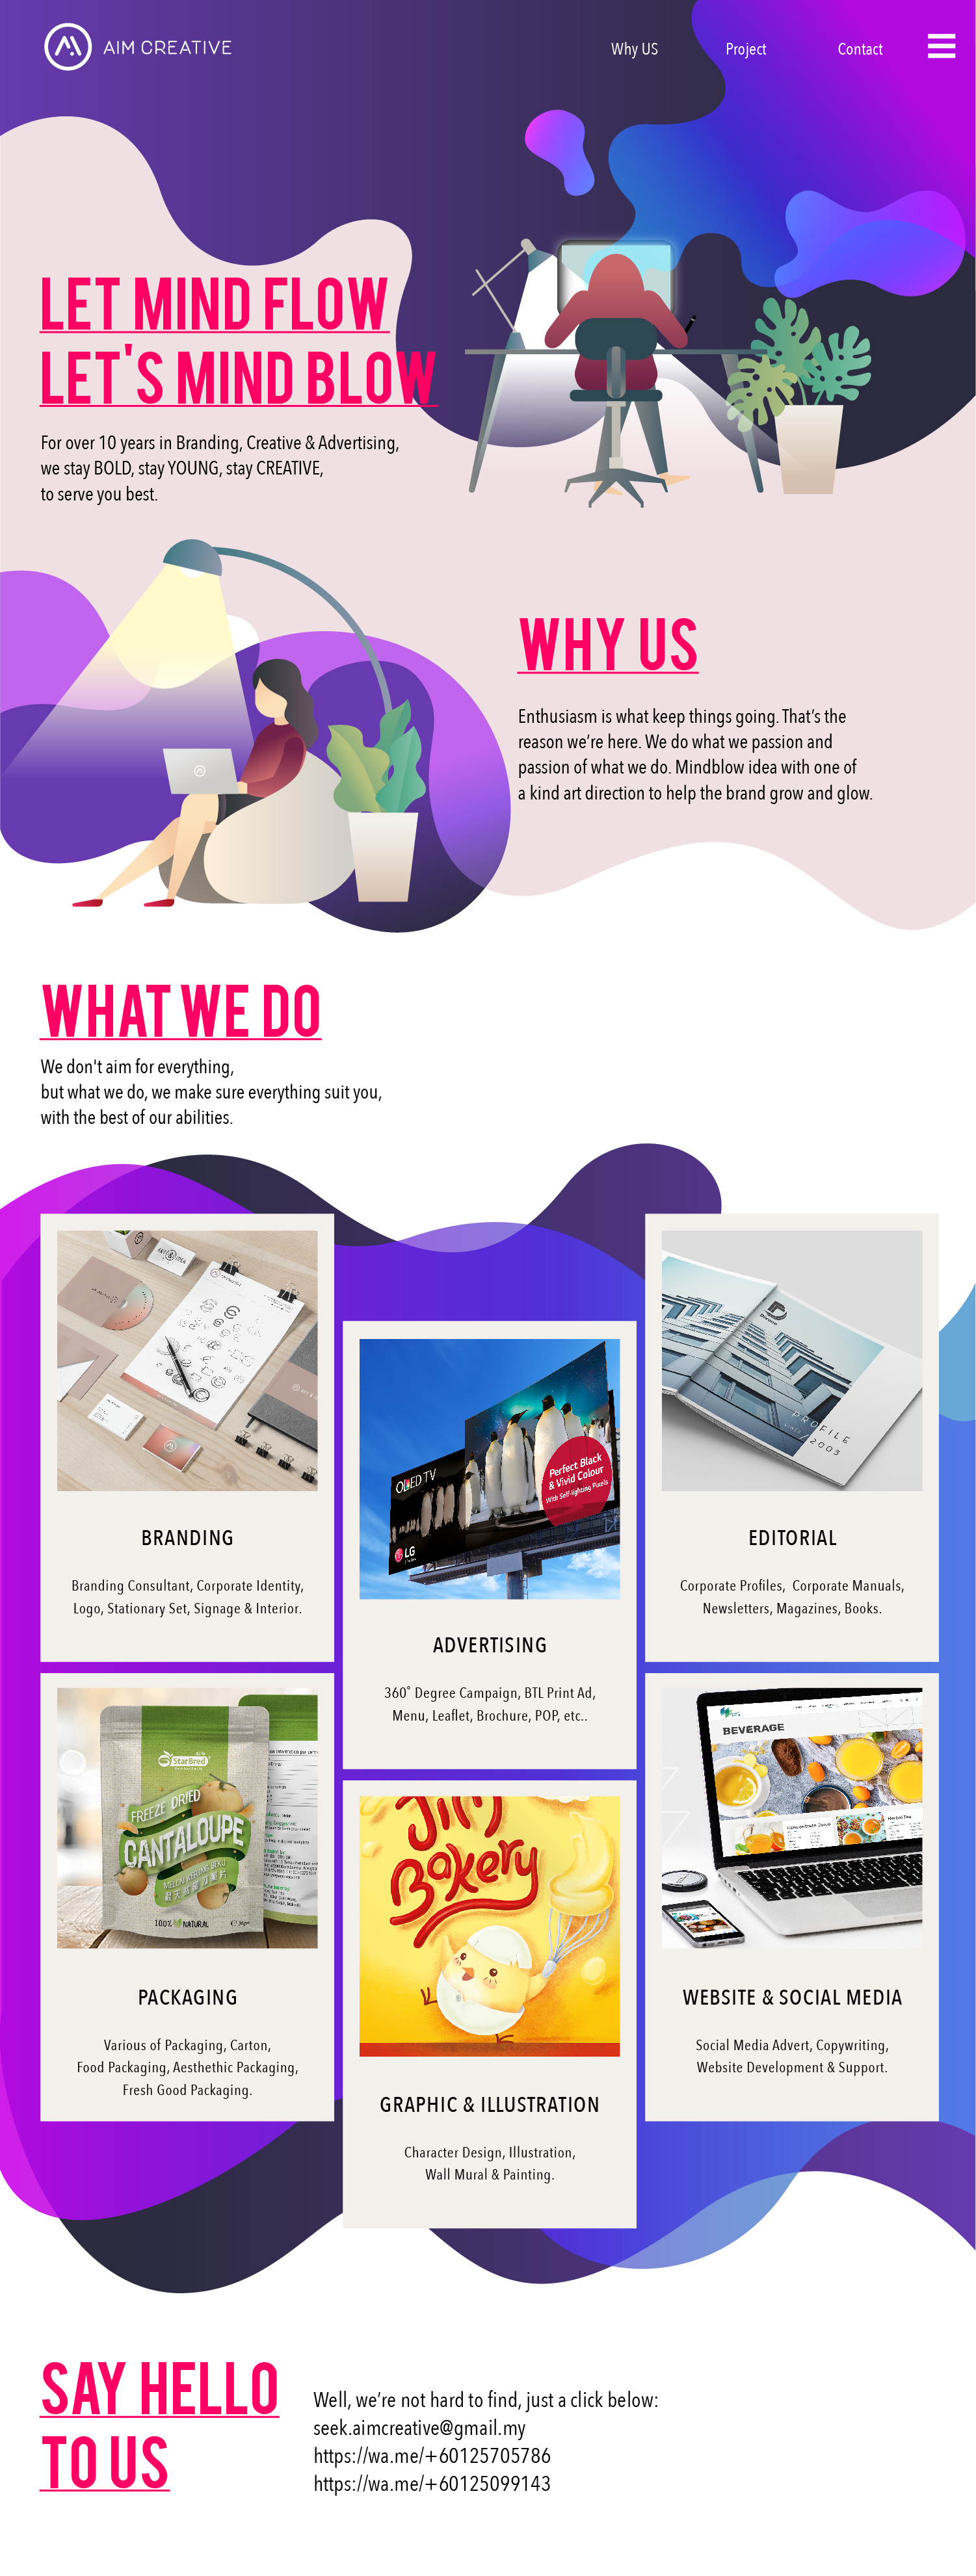 AIM CREATIVE
Why US
Project
Contact
LET MIND FLOW
LET'S MIND BLOW
For over 10 years in Branding, Creative & Advertising,
we stay BOLD, stay YOUNG, stay CREATIVE,
to serve you best.
WHY US
Enthusiasm is what keep things going. That’s the
reason we’re here. We do what we passion and
passion of what we do. Mindblow idea with one of
a kind art direction to help the brand grow and glow.
WHAT WE DO
We don't aim for everything,
but what we do, we make sure everything suit you,
with the best of our abilities.
BRANDING
Branding Consultant, Corporate Identity,
Logo, Stationary Set, Signage & Interior.
OLED TV
Perfect Black
& Vivid Colour
With Self-lighting Pixels
LG
ADVERTISING
360˚ Degree Campaign, BTL Print Ad,
Menu, Leaflet, Brochure, POP, etc..
PROFILE
2003
EDITORIAL
Corporate Profiles,  Corporate Manuals,
Newsletters, Magazines, Books.
StarBred
FREEZE DRIED
CANTALOUPE
100% NATURAL
PACKAGING
Various of Packaging, Carton,
Food Packaging, Aesthethic Packaging,
Fresh Good Packaging.
Bakery
GRAPHIC & ILLUSTRATION
Character Design, Illustration,
Wall Mural & Painting.
BEVERAGE
WEBSITE & SOCIAL MEDIA
Social Media Advert, Copywriting,
Website Development & Support.
SAY HELLO
TO US
Well, we’re not hard to find, just a click below:
seek.aimcreative@gmail.my
https://wa.me/+60125705786
https://wa.me/+60125099143